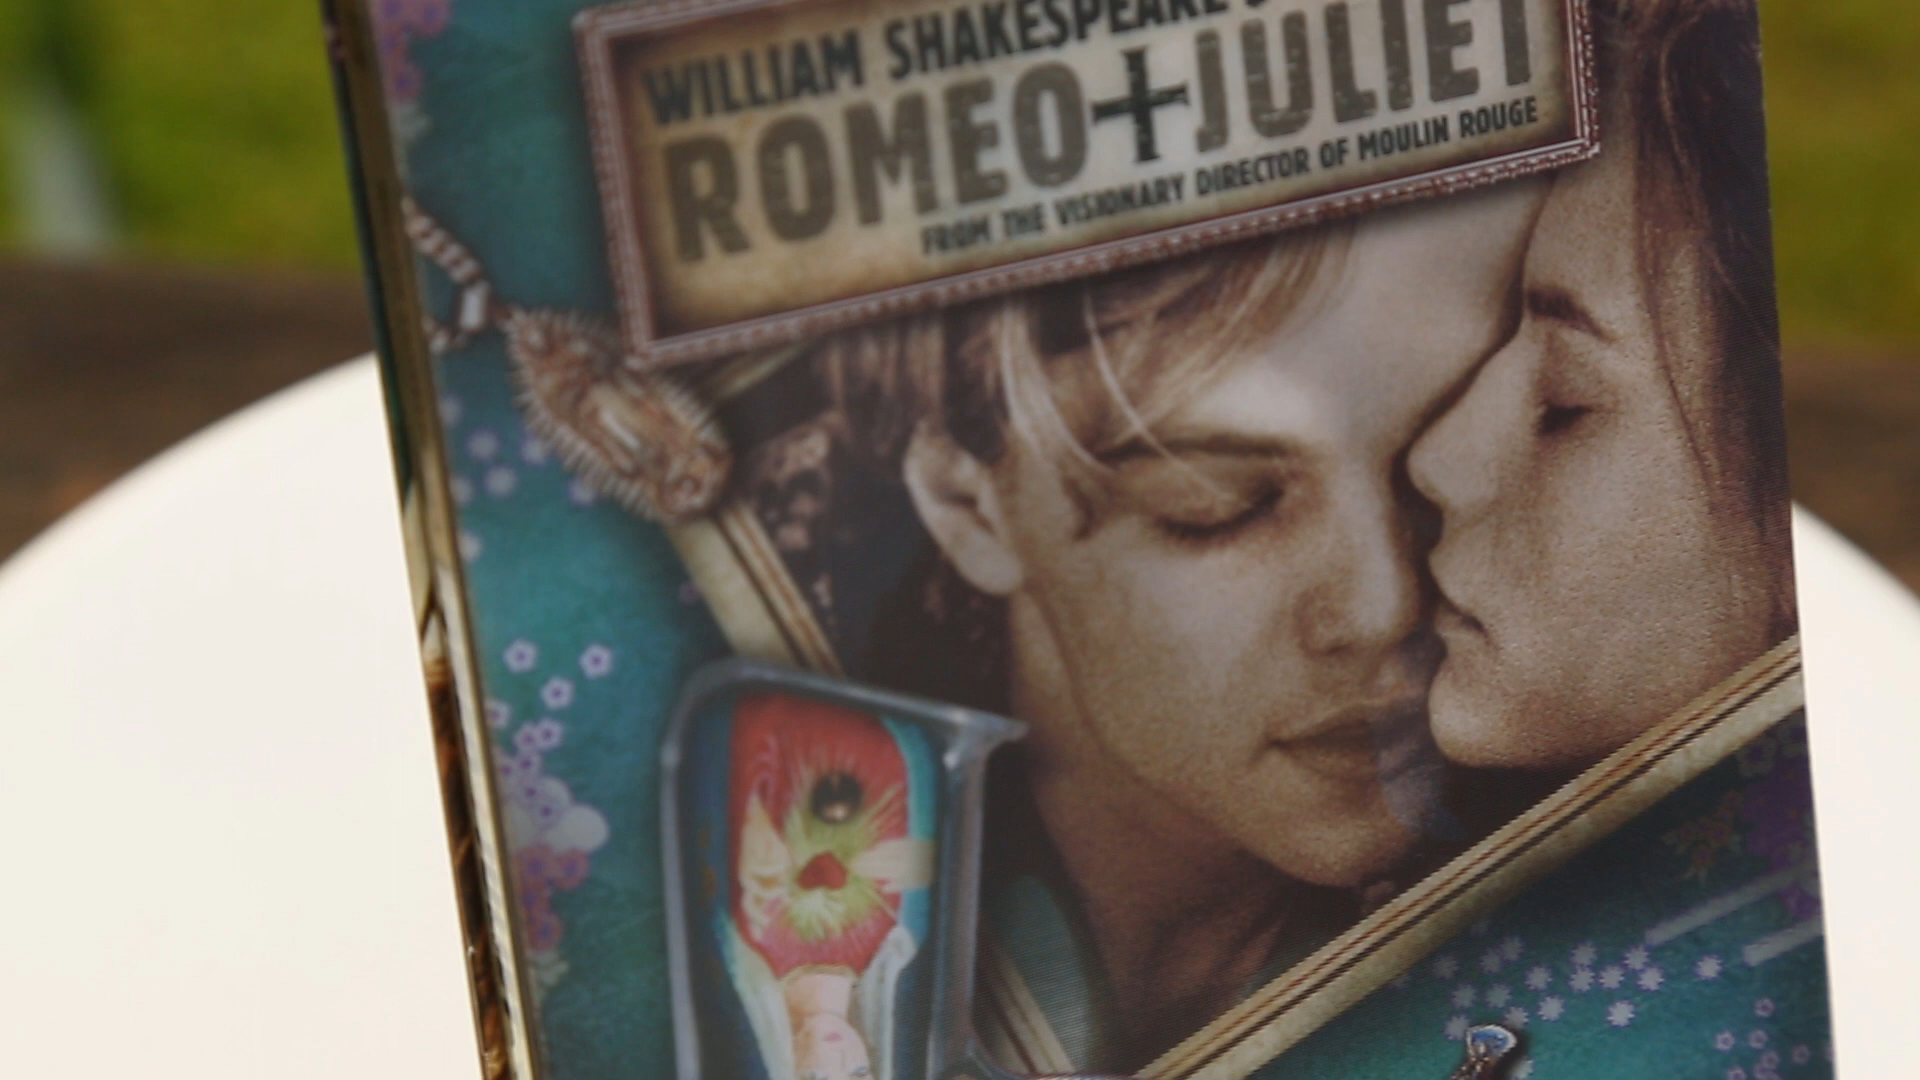 WILLIAM SHAKESPEARE'S
ROMEO+JULIET
FROM THE VISIONARY DIRECTOR OF MOULIN ROUGE